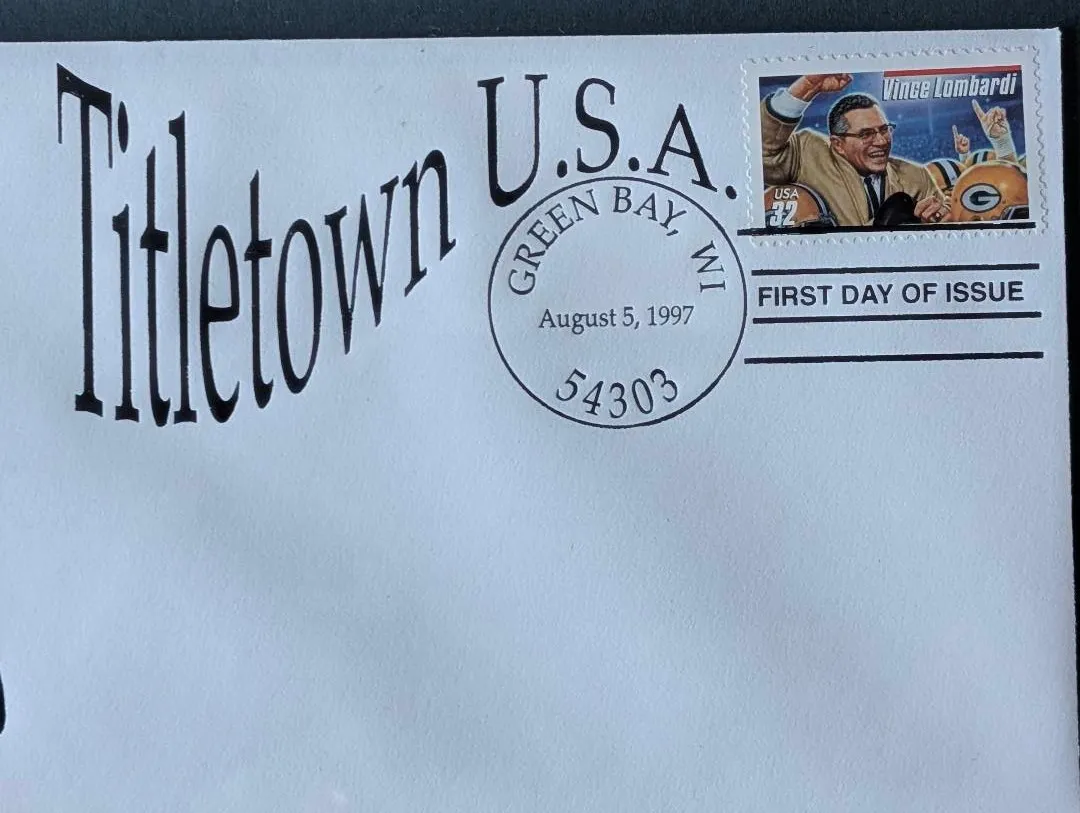 Titletown U.S.A.
Vince Lombardi
USA
32
G
GREEN BAY, WI
August 5, 1997
54303
FIRST DAY OF ISSUE